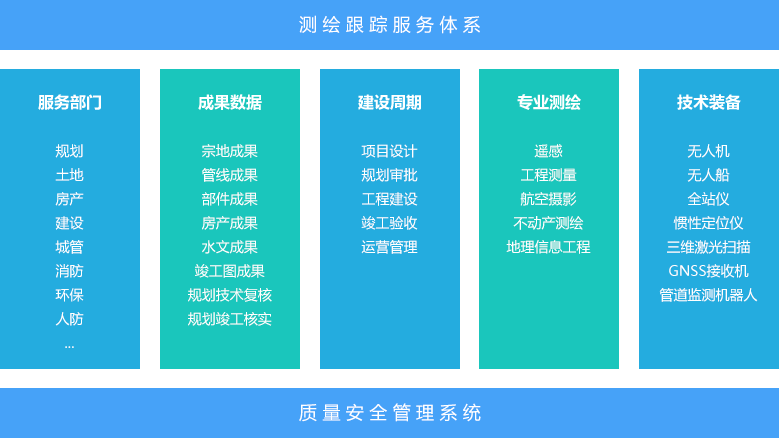 测绘跟踪服务体系
服务部门
规划
土地
房产
建设
城管
消防
环保
人防
...
成果数据
宗地成果
管线成果
部件成果
房产成果
水文成果
竣工图成果
规划技术复核
规划竣工核实
建设周期
项目设计
规划审批
工程建设
竣工验收
运营管理
专业测绘
遥感
工程测量
航空摄影
不动产测绘
地理信息工程
技术装备
无人机
无人船
全站仪
惯性定位仪
三维激光扫描
GNSS接收机
管道监测机器人
质量安全管理系统